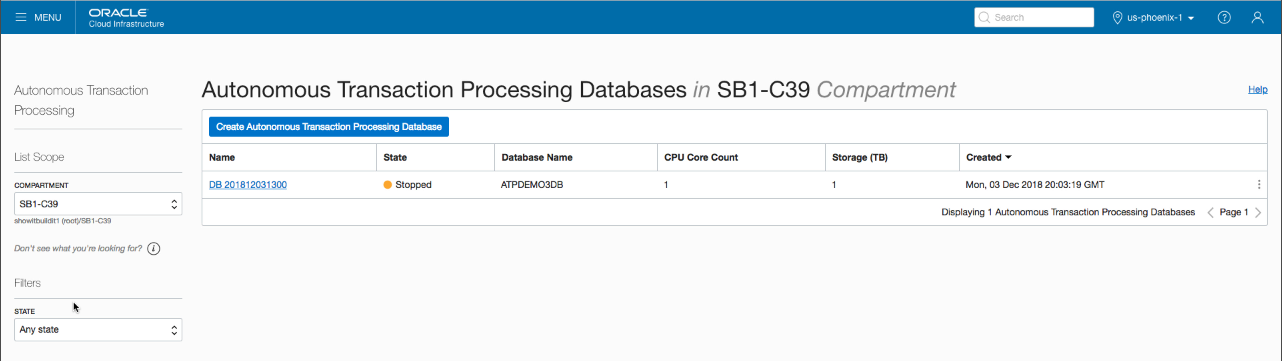 MENU
ORACLE
Cloud Infrastructure
Search
us-phoenix-1
Autonomous Transaction
Processing
List Scope
COMPARTMENT
SB1-C39
showitbuildit1 (root)/SB1-C39
Don't see what you're looking for?
Filters
STATE
Any state
Autonomous Transaction Processing Databases in SB1-C39 Compartment
Help
Create Autonomous Transaction Processing Database
Name State Database Name CPU Core Count Storage (TB) Created
DB 201812031300 Stopped ATPDEMO3DB 1 1 Mon, 03 Dec 2018 20:03:19 GMT
Displaying 1 Autonomous Transaction Processing Databases Page 1